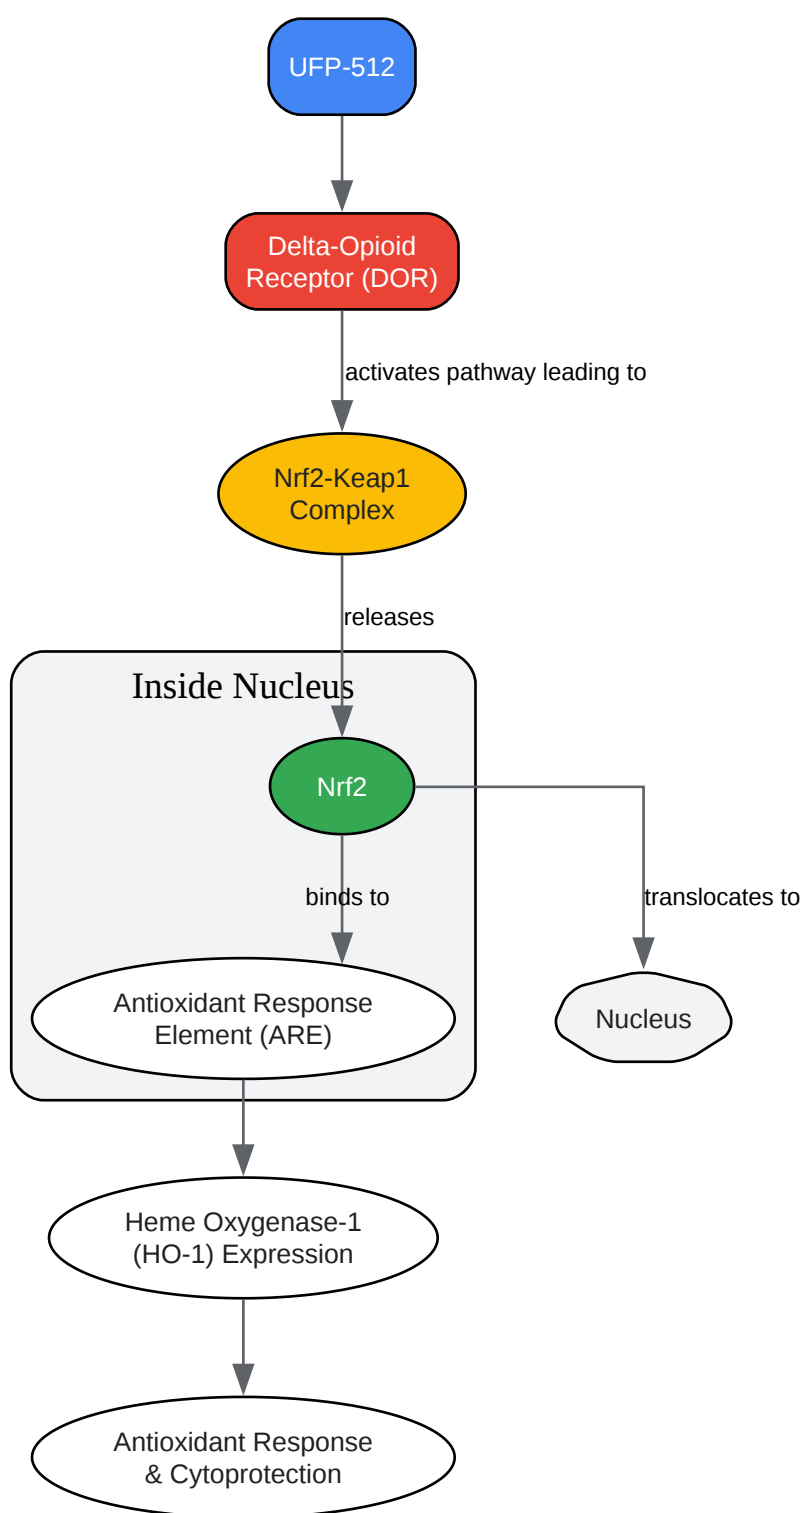 UFP-512
Delta-Opioid
Receptor (DOR)
activates pathway leading to
Nrf2-Keap1
Complex
releases
Inside Nucleus
Nrf2
binds to
translocates to
Antioxidant Response
Element (ARE)
Nucleus
Heme Oxygenase-1
(HO-1) Expression
Antioxidant Response
& Cytoprotection